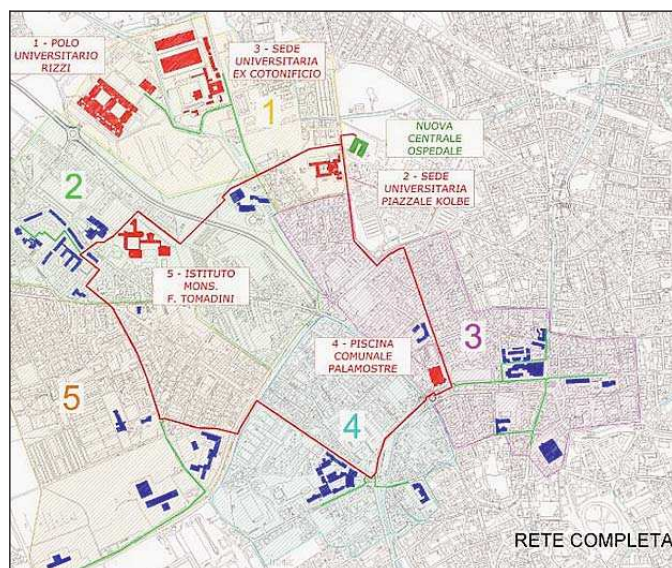 1 - POLO
UNIVERSITARIO
RIZZI
3 - SEDE
UNIVERSITARIA
EX COTONIFICIO
1
NUOVA
CENTRALE
OSPEDALE
2
2 - SEDE
UNIVERSITARIA
PIAZZALE KOLBE
5 - ISTITUTO
MONS.
F. TOMADINI
4 - PISCINA
COMUNALE
PALAMOSTRE
3
5
4
RETE COMPLETA